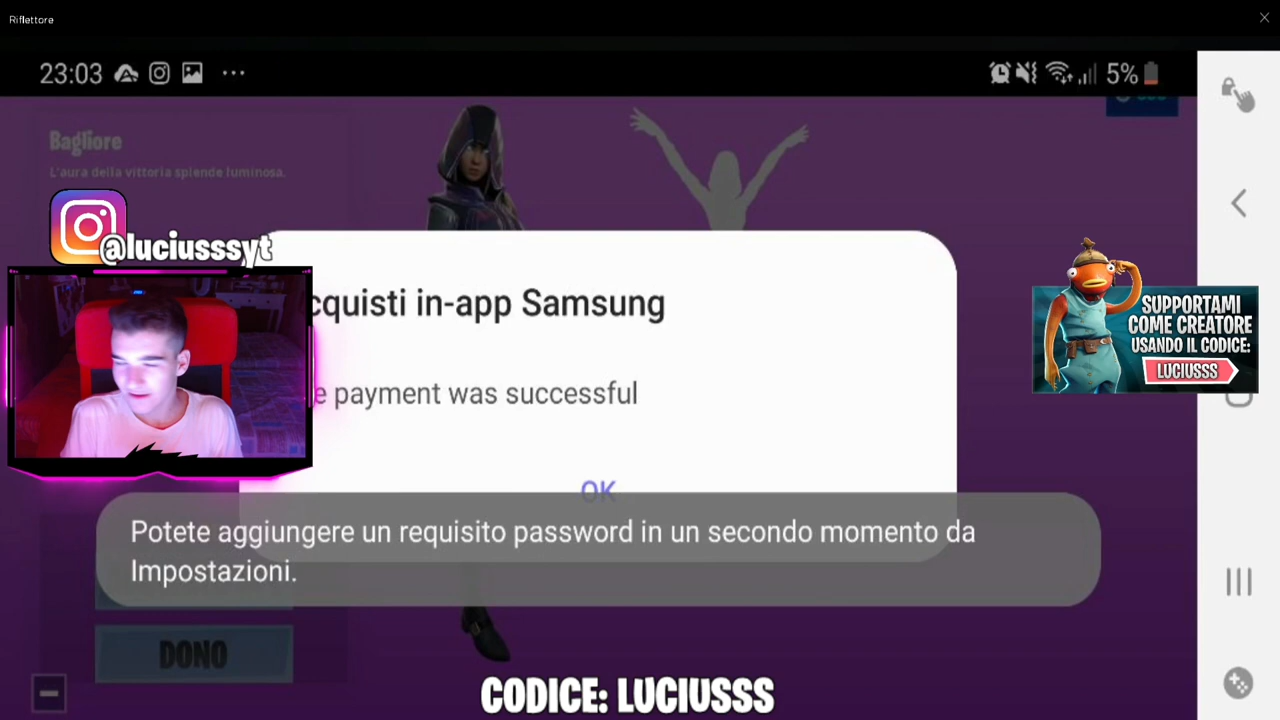 Riflettore
23:03
5%
Bagliore
L'aura della vittoria splende luminosa.
@luciusssyt
cquisti in-app Samsung
e payment was successful
OK
Potete aggiungere un requisito password in un secondo momento da
Impostazioni.
SUPPORTAMI
COME CREATORE
USANDO IL CODICE:
LUCIUSSS
DONO
CODICE: LUCIUSSS